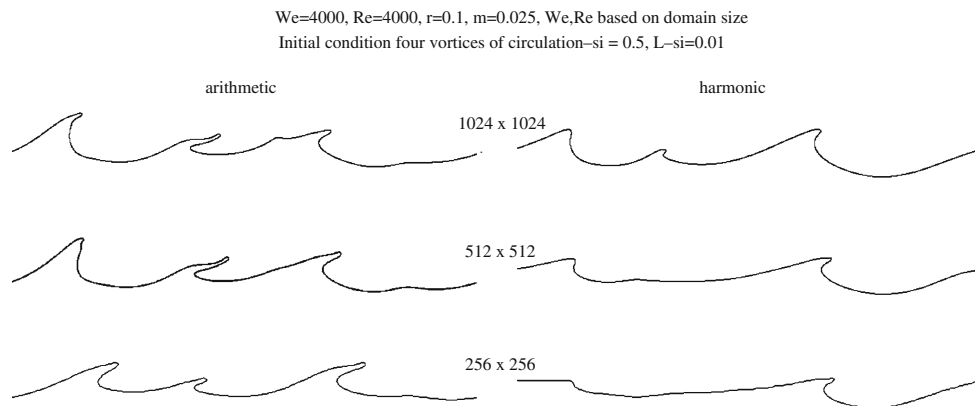 We=4000, Re=4000, r=0.1, m=0.025, We,Re based on domain size
Initial condition four vortices of circulation–si = 0.5, L–si=0.01
arithmetic
harmonic
1024 x 1024
512 x 512
256 x 256